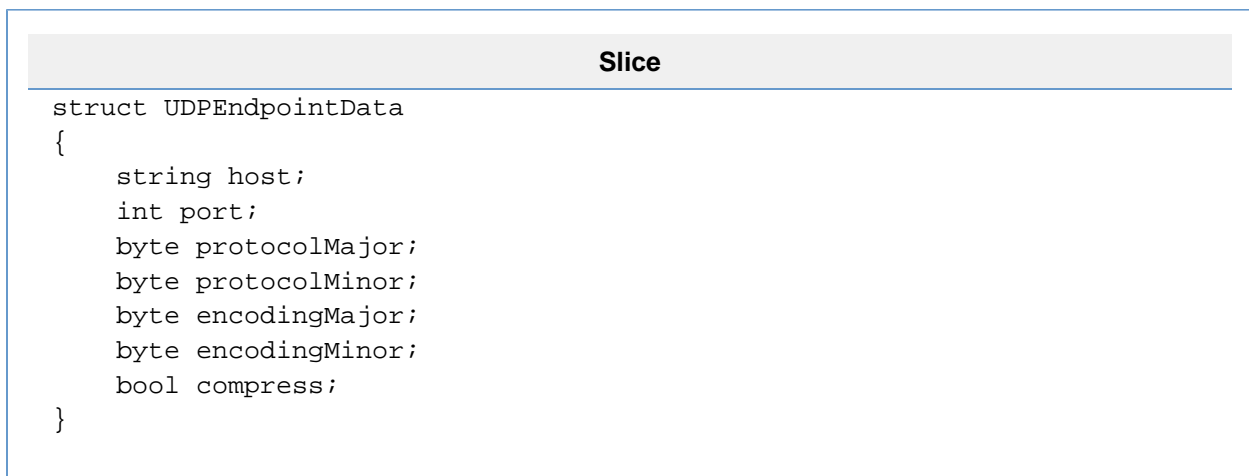 Slice
struct UDPEndpointData
{
    string host;
    int port;
    byte protocolMajor;
    byte protocolMinor;
    byte encodingMajor;
    byte encodingMinor;
    bool compress;
}